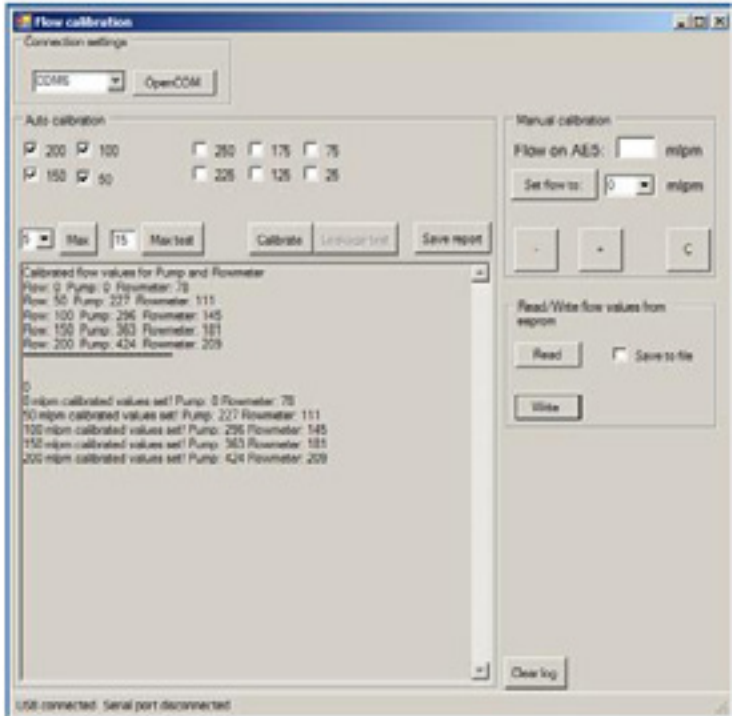 Flow calibration
Connection settings
COM5
OpenCOM
Auto calibration
200 100 250 175 75
150 50 225 125 25
5 Max 15 Max test Calibrate Leakage test Save report
Calibrated flow values for Pump and Flowmeter
Flow: 0 Pump: 0 Flowmeter: 78
Flow: 50 Pump: 227 Flowmeter: 111
Flow: 100 Pump: 296 Flowmeter: 145
Flow: 150 Pump: 363 Flowmeter: 181
Flow: 200 Pump: 424 Flowmeter: 209
0
0 mlpm calibrated values set! Pump: 0 Flowmeter: 78
50 mlpm calibrated values set! Pump: 227 Flowmeter: 111
100 mlpm calibrated values set! Pump: 296 Flowmeter: 145
150 mlpm calibrated values set! Pump: 363 Flowmeter: 181
200 mlpm calibrated values set! Pump: 424 Flowmeter: 209
Manual calibration
Flow on AE5: mlpm
Set flow to: 0 mlpm
- + C
Read/Write flow values from
eeprom
Read Save to file
Write
Clear log
USB connected Serial port disconnected